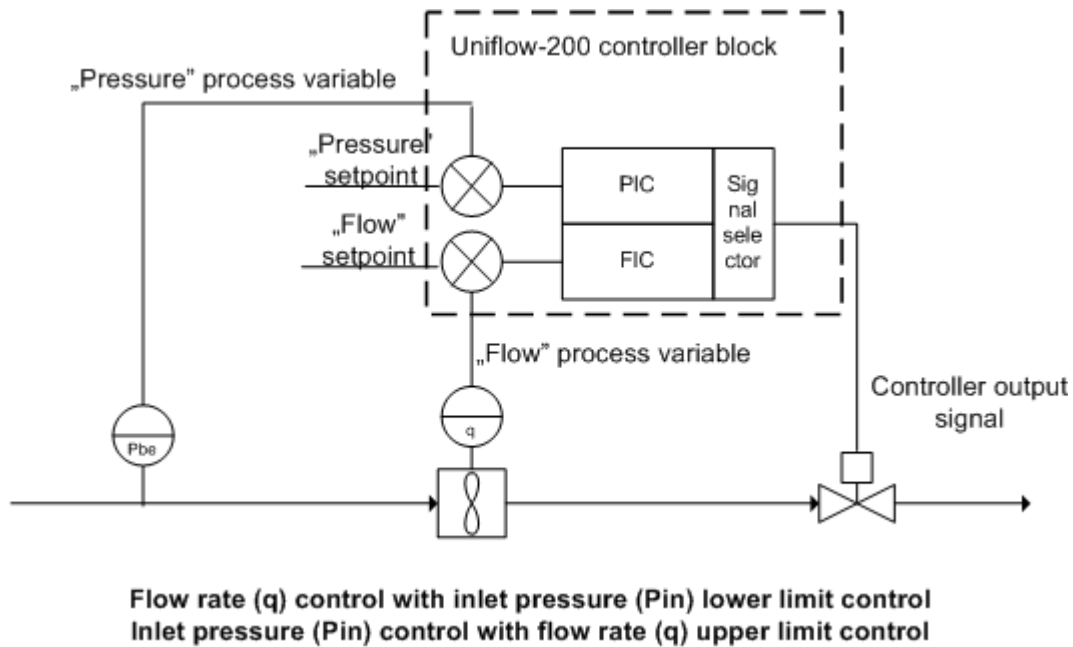 Uniflow-200 controller block
„Pressure” process variable
„Pressure”
setpoint
„Flow”
setpoint
PIC
FIC
Sig
nal
sele
ctor
„Flow” process variable
Controller output
signal
Pbe
q
Flow rate (q) control with inlet pressure (Pin) lower limit control
Inlet pressure (Pin) control with flow rate (q) upper limit control